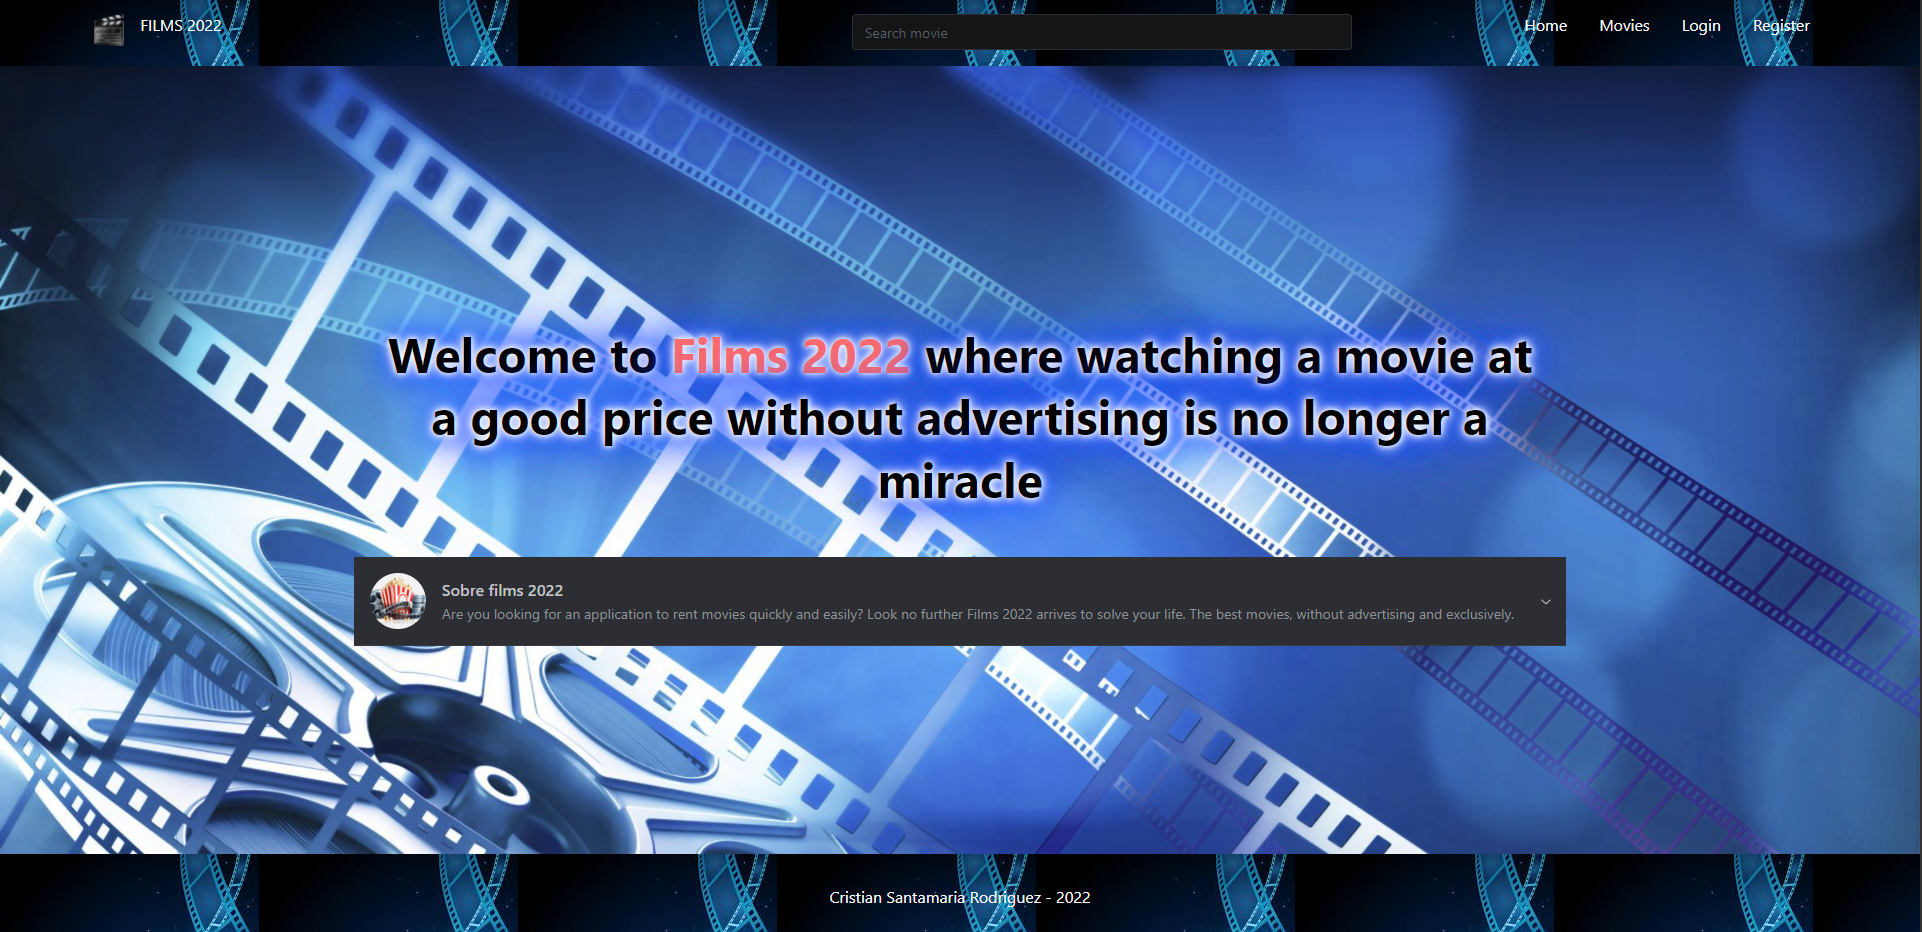 FILMS 2022
Search movie
Home Movies Login Register
Welcome to Films 2022 where watching a movie at
a good price without advertising is no longer a
miracle
Sobre films 2022
Are you looking for an application to rent movies quickly and easily? Look no further Films 2022 arrives to solve your life. The best movies, without advertising and exclusively.
Cristian Santamaria Rodriguez - 2022